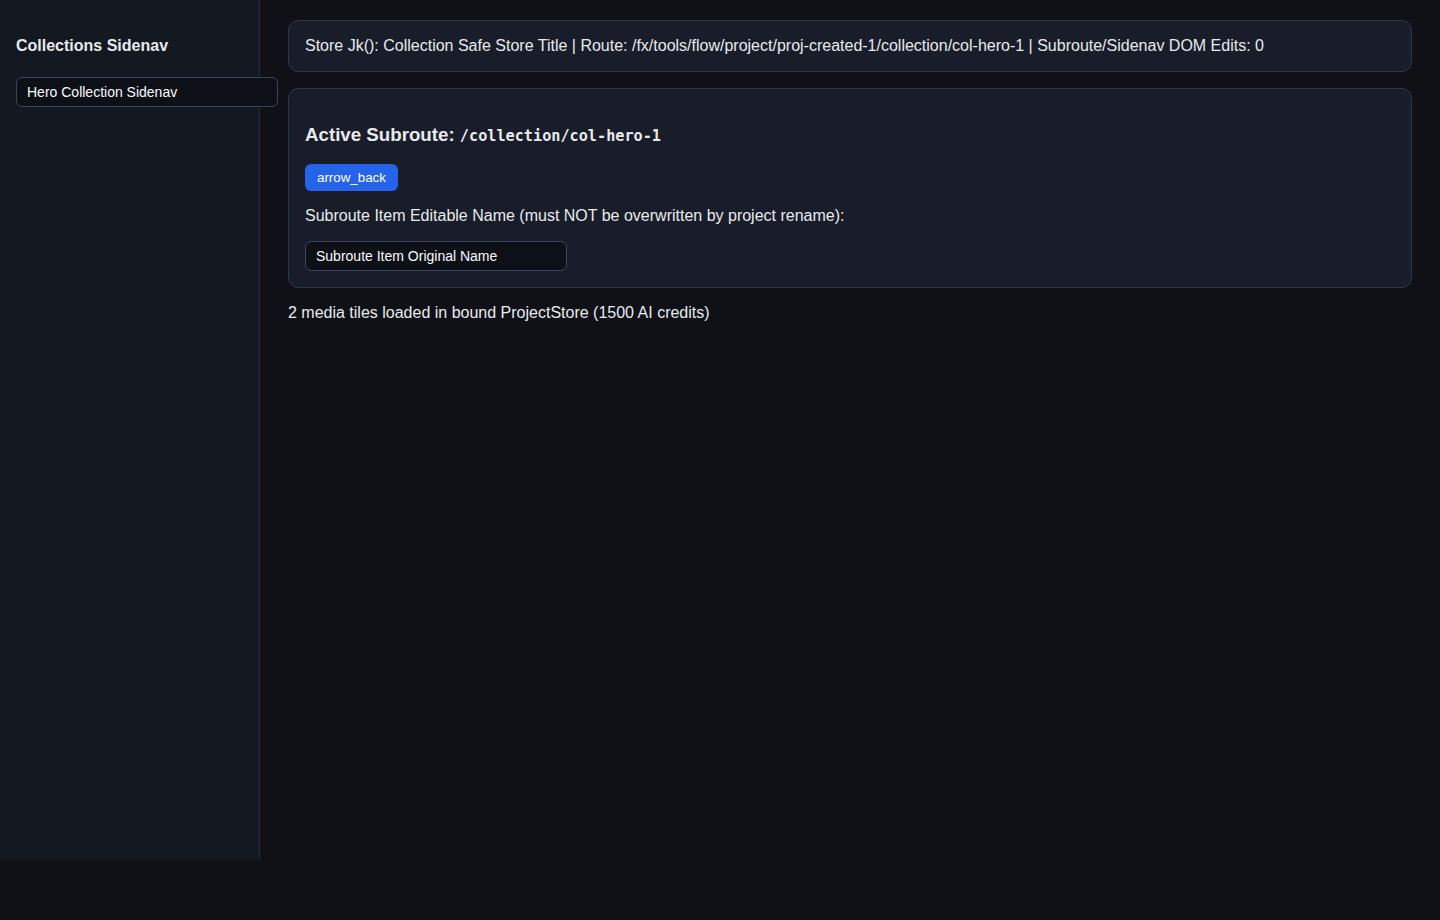 Collections Sidenav
Hero Collection Sidenav
Store Jk(): Collection Safe Store Title | Route: /fx/tools/flow/project/proj-created-1/collection/col-hero-1 | Subroute/Sidenav DOM Edits: 0
Active Subroute: /collection/col-hero-1
arrow_back
Subroute Item Editable Name (must NOT be overwritten by project rename):
Subroute Item Original Name
2 media tiles loaded in bound ProjectStore (1500 AI credits)